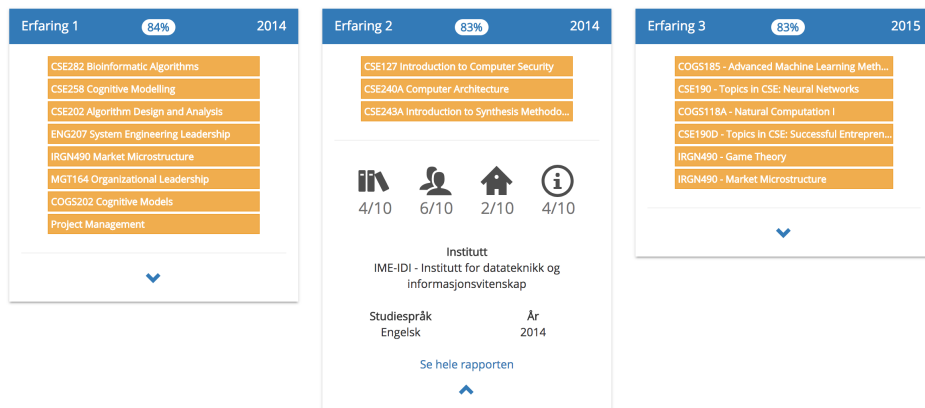 Erfaring 1 84% 2014
CSE282 Bioinformatic Algorithms
CSE258 Cognitive Modelling
CSE202 Algorithm Design and Analysis
ENG207 System Engineering Leadership
IRGN490 Market Microstructure
MGT164 Organizational Leadership
COGS202 Cognitive Models
Project Management
Erfaring 2 83% 2014
CSE127 Introduction to Computer Security
CSE240A Computer Architecture
CSE243A Introduction to Synthesis Methodo...
4/10 6/10 2/10 4/10
Institutt
IME-IDI - Institutt for datateknikk og
informasjonsvitenskap
Studiespråk År
Engelsk 2014
Se hele rapporten
Erfaring 3 83% 2015
COGS185 - Advanced Machine Learning Meth...
CSE190 - Topics in CSE: Neural Networks
COGS118A - Natural Computation I
CSE190D - Topics in CSE: Successful Entrepren...
IRGN490 - Game Theory
IRGN490 - Market Microstructure